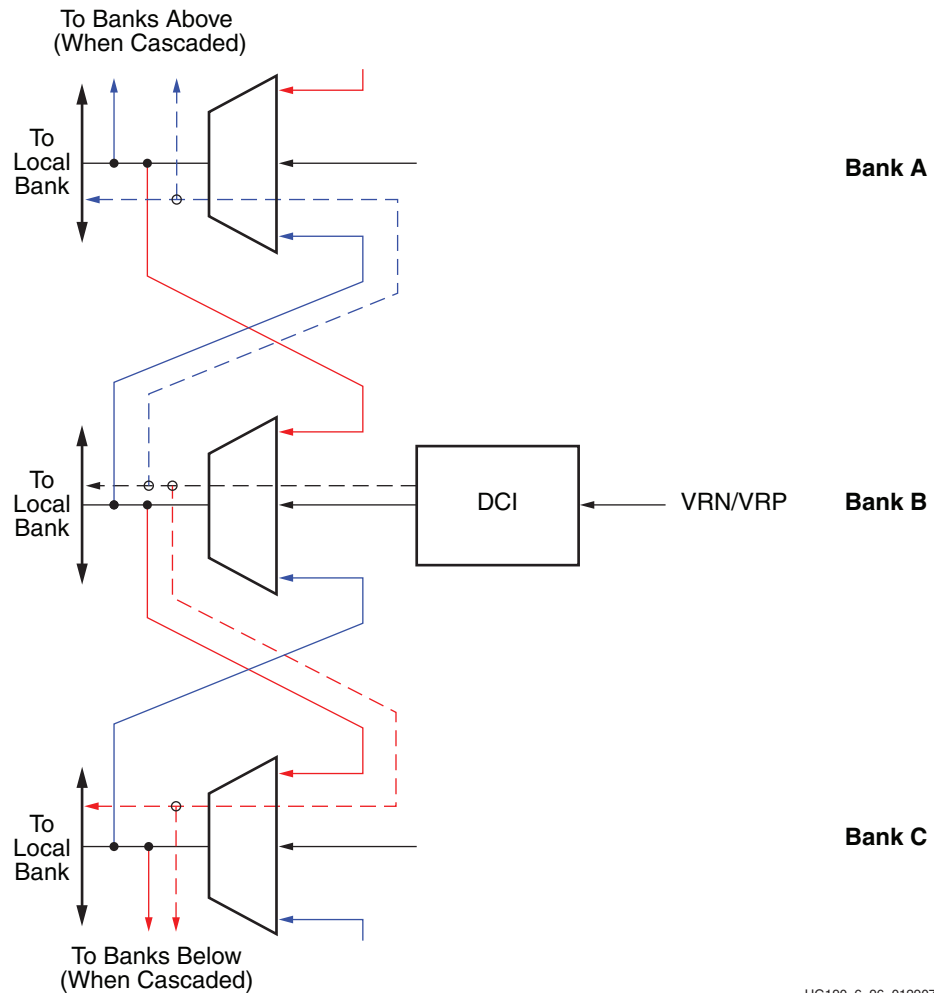 To Banks Above
(When Cascaded)
To
Local
Bank
Bank A
To
Local
Bank
DCI
VRN/VRP
Bank B
To
Local
Bank
Bank C
To Banks Below
(When Cascaded)